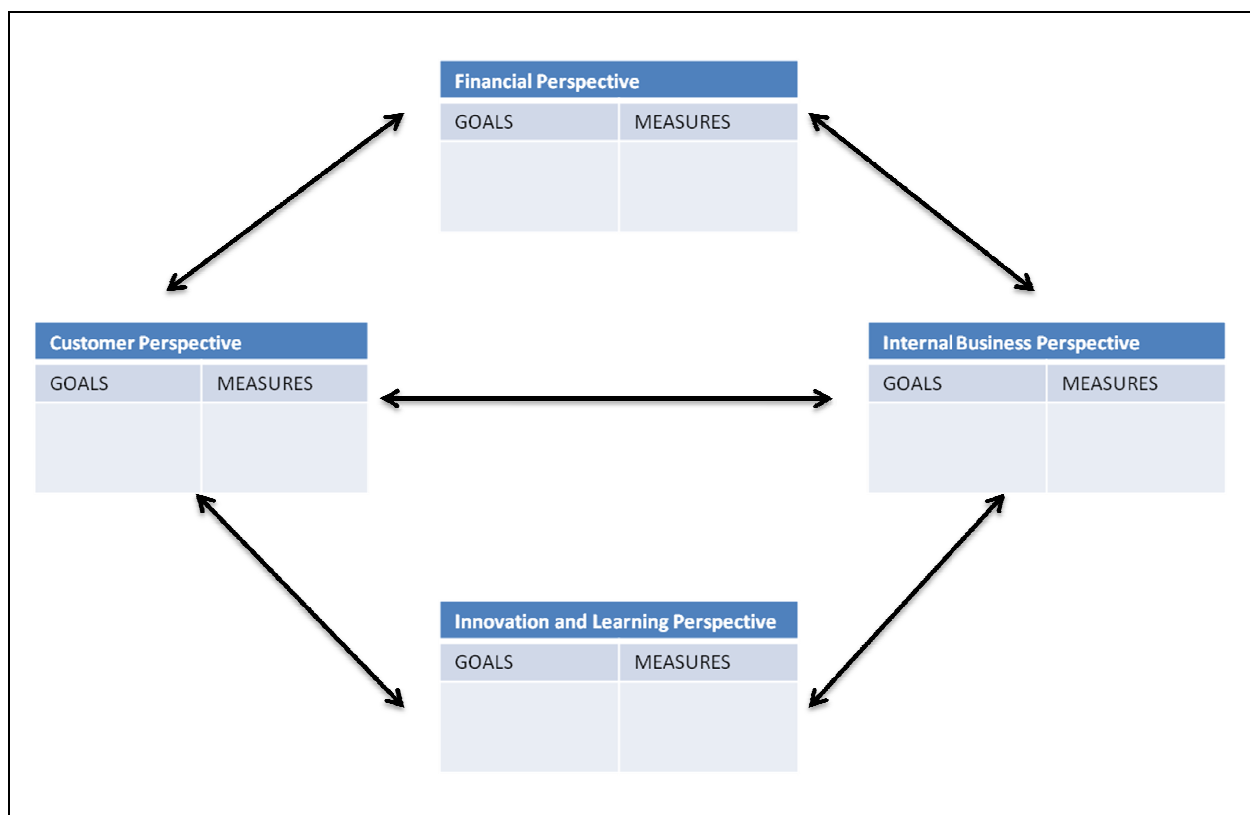 Financial Perspective
GOALS MEASURES
Customer Perspective
GOALS MEASURES
Internal Business Perspective
GOALS MEASURES
Innovation and Learning Perspective
GOALS MEASURES